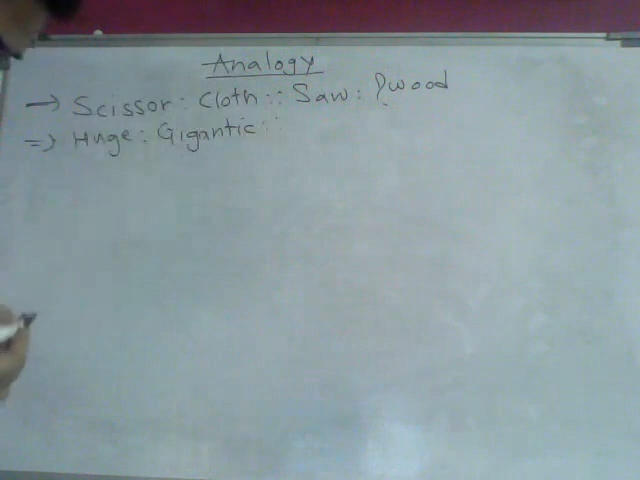 Analogy
→ Scissor : Cloth :: Saw : ? wood
⇒ Huge : Gigantic ::